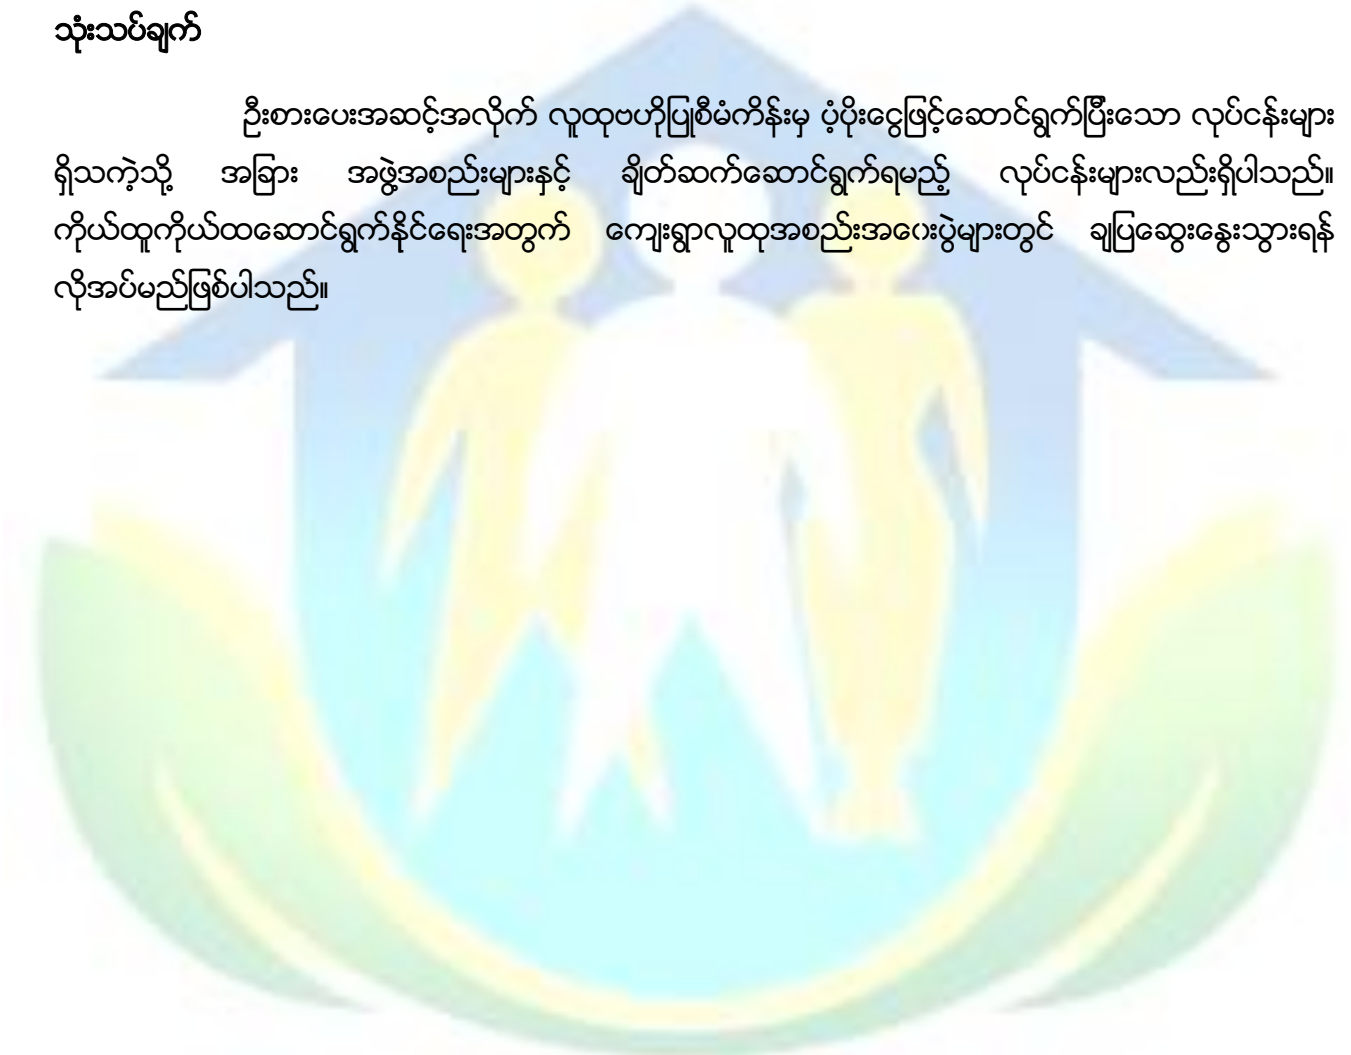 သုံးသပ်ချက်
ဦးစားပေးအဆင့်အလိုက် လူထုဗဟိုပြုစီမံကိန်းမှ ပံ့ပိုးငွေဖြင့်ဆောင်ရွက်ပြီးသော လုပ်ငန်းများ
ရှိသကဲ့သို့ အခြား အဖွဲ့အစည်းများနှင့် ချိတ်ဆက်ဆောင်ရွက်ရမည့် လုပ်ငန်းများလည်းရှိပါသည်။
ကိုယ်ထူကိုယ်ထဆောင်ရွက်နိုင်ရေးအတွက် ကျေးရွာလူထုအစည်းအဝေးပွဲများတွင် ချပြဆွေးနွေးသွားရန်
လိုအပ်မည်ဖြစ်ပါသည်။